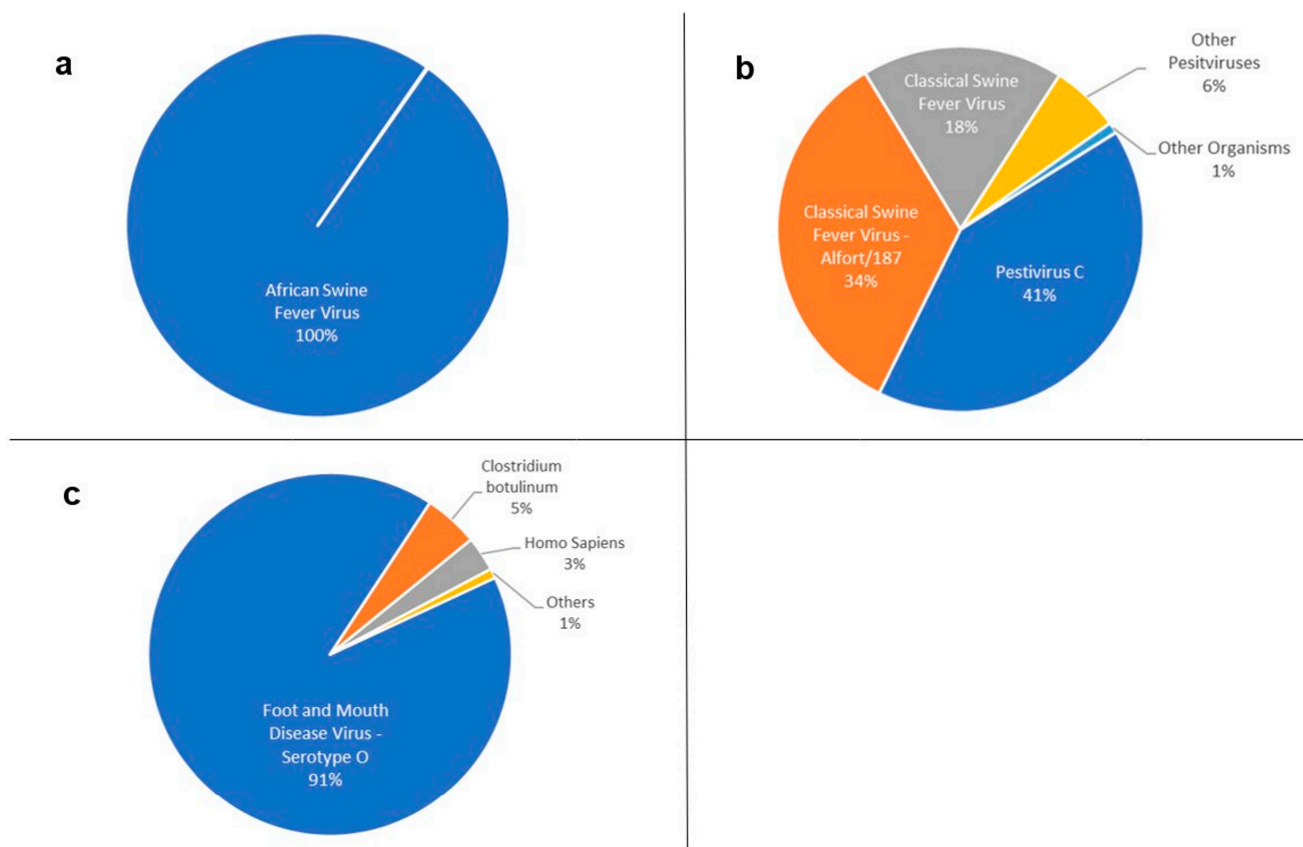 a
African Swine
Fever Virus
100%
b
Classical Swine
Fever Virus
18%
Other
Pesitviruses
6%
Other Organisms
1%
Classical Swine
Fever Virus -
Alfort/187
34%
Pestivirus C
41%
c
Clostridium
botulinum
5%
Homo Sapiens
3%
Others
1%
Foot and Mouth
Disease Virus -
Serotype O
91%